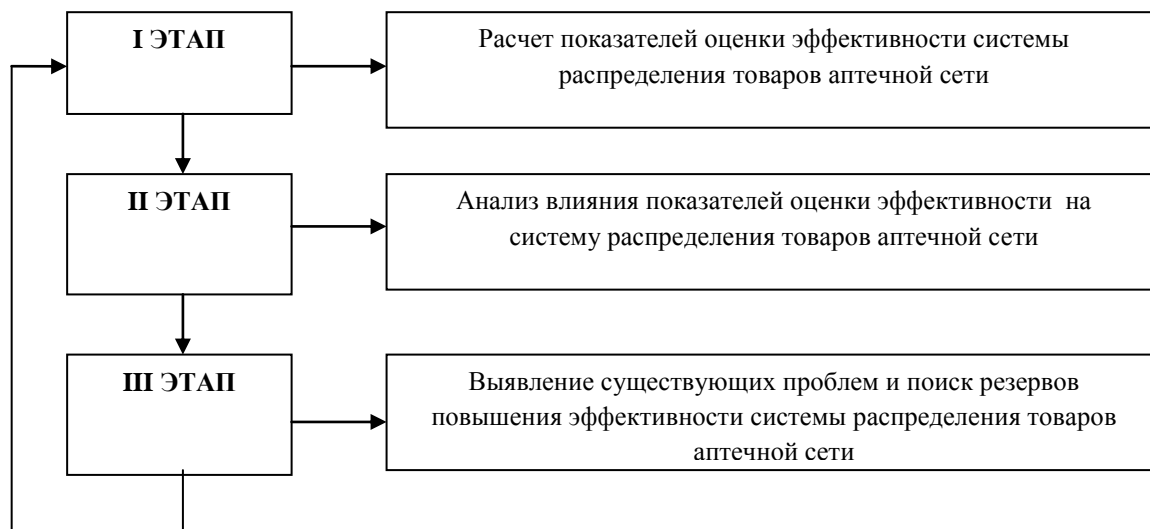 I ЭТАП
Расчет показателей оценки эффективности системы
распределения товаров аптечной сети
II ЭТАП
Анализ влияния показателей оценки эффективности на
систему распределения товаров аптечной сети
III ЭТАП
Выявление существующих проблем и поиск резервов
повышения эффективности системы распределения товаров
аптечной сети